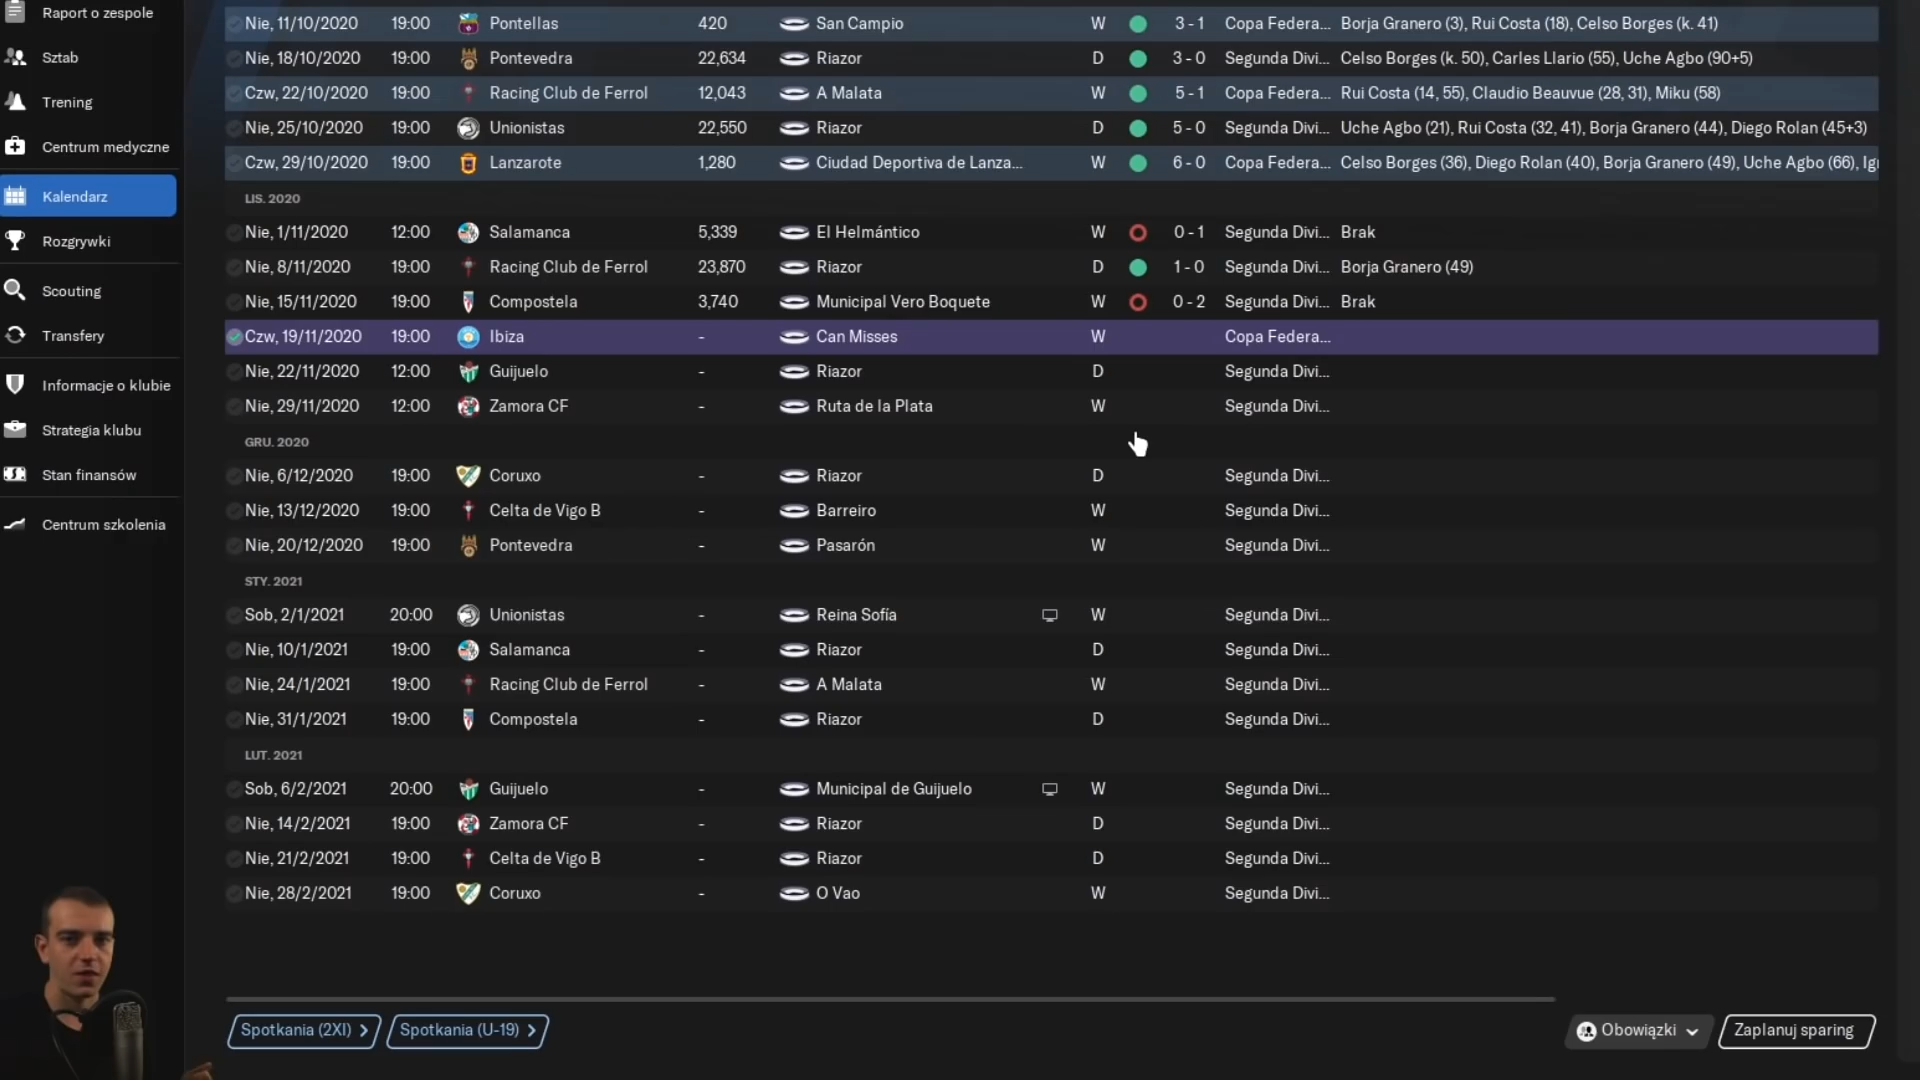 Raport o zespole
Sztab
Trening
Centrum medyczne
Kalendarz
Rozgrywki
Scouting
Transfery
Informacje o klubie
Strategia klubu
Stan finansów
Centrum szkolenia
Nie, 11/10/2020 19:00 Pontellas 420 San Campio W 3 - 1 Copa Federa... Borja Granero (3), Rui Costa (18), Celso Borges (k. 41)
Nie, 18/10/2020 19:00 Pontevedra 22,634 Riazor D 3 - 0 Segunda Divi... Celso Borges (k. 50), Carles Llario (55), Uche Agbo (90+5)
Czw, 22/10/2020 19:00 Racing Club de Ferrol 12,043 A Malata W 5 - 1 Copa Federa... Rui Costa (14, 55), Claudio Beauvue (28, 31), Miku (58)
Nie, 25/10/2020 19:00 Unionistas 22,550 Riazor D 5 - 0 Segunda Divi... Uche Agbo (21), Rui Costa (32, 41), Borja Granero (44), Diego Rolan (45+3)
Czw, 29/10/2020 19:00 Lanzarote 1,280 Ciudad Deportiva de Lanza... W 6 - 0 Copa Federa... Celso Borges (36), Diego Rolan (40), Borja Granero (49), Uche Agbo (66),
LIS. 2020
Nie, 1/11/2020 12:00 Salamanca 5,339 El Helmántico W 0 - 1 Segunda Divi... Brak
Nie, 8/11/2020 19:00 Racing Club de Ferrol 23,870 Riazor D 1 - 0 Segunda Divi... Borja Granero (49)
Nie, 15/11/2020 19:00 Compostela 3,740 Municipal Vero Boquete W 0 - 2 Segunda Divi... Brak
Czw, 19/11/2020 19:00 Ibiza - Can Misses W Copa Federa...
Nie, 22/11/2020 12:00 Guijuelo - Riazor D Segunda Divi...
Nie, 29/11/2020 12:00 Zamora CF - Ruta de la Plata W Segunda Divi...
GRU. 2020
Nie, 6/12/2020 19:00 Coruxo - Riazor D Segunda Divi...
Nie, 13/12/2020 19:00 Celta de Vigo B - Barreiro W Segunda Divi...
Nie, 20/12/2020 19:00 Pontevedra - Pasarón W Segunda Divi...
STY. 2021
Sob, 2/1/2021 20:00 Unionistas - Reina Sofía W Segunda Divi...
Nie, 10/1/2021 19:00 Salamanca - Riazor D Segunda Divi...
Nie, 24/1/2021 19:00 Racing Club de Ferrol - A Malata W Segunda Divi...
Nie, 31/1/2021 19:00 Compostela - Riazor D Segunda Divi...
LUT. 2021
Sob, 6/2/2021 20:00 Guijuelo - Municipal de Guijuelo W Segunda Divi...
Nie, 14/2/2021 19:00 Zamora CF - Riazor D Segunda Divi...
Nie, 21/2/2021 19:00 Celta de Vigo B - Riazor D Segunda Divi...
Nie, 28/2/2021 19:00 Coruxo - O Vao W Segunda Divi...
Spotkania (2XI) Spotkania (U-19) Obowiązki Zaplanuj sparing